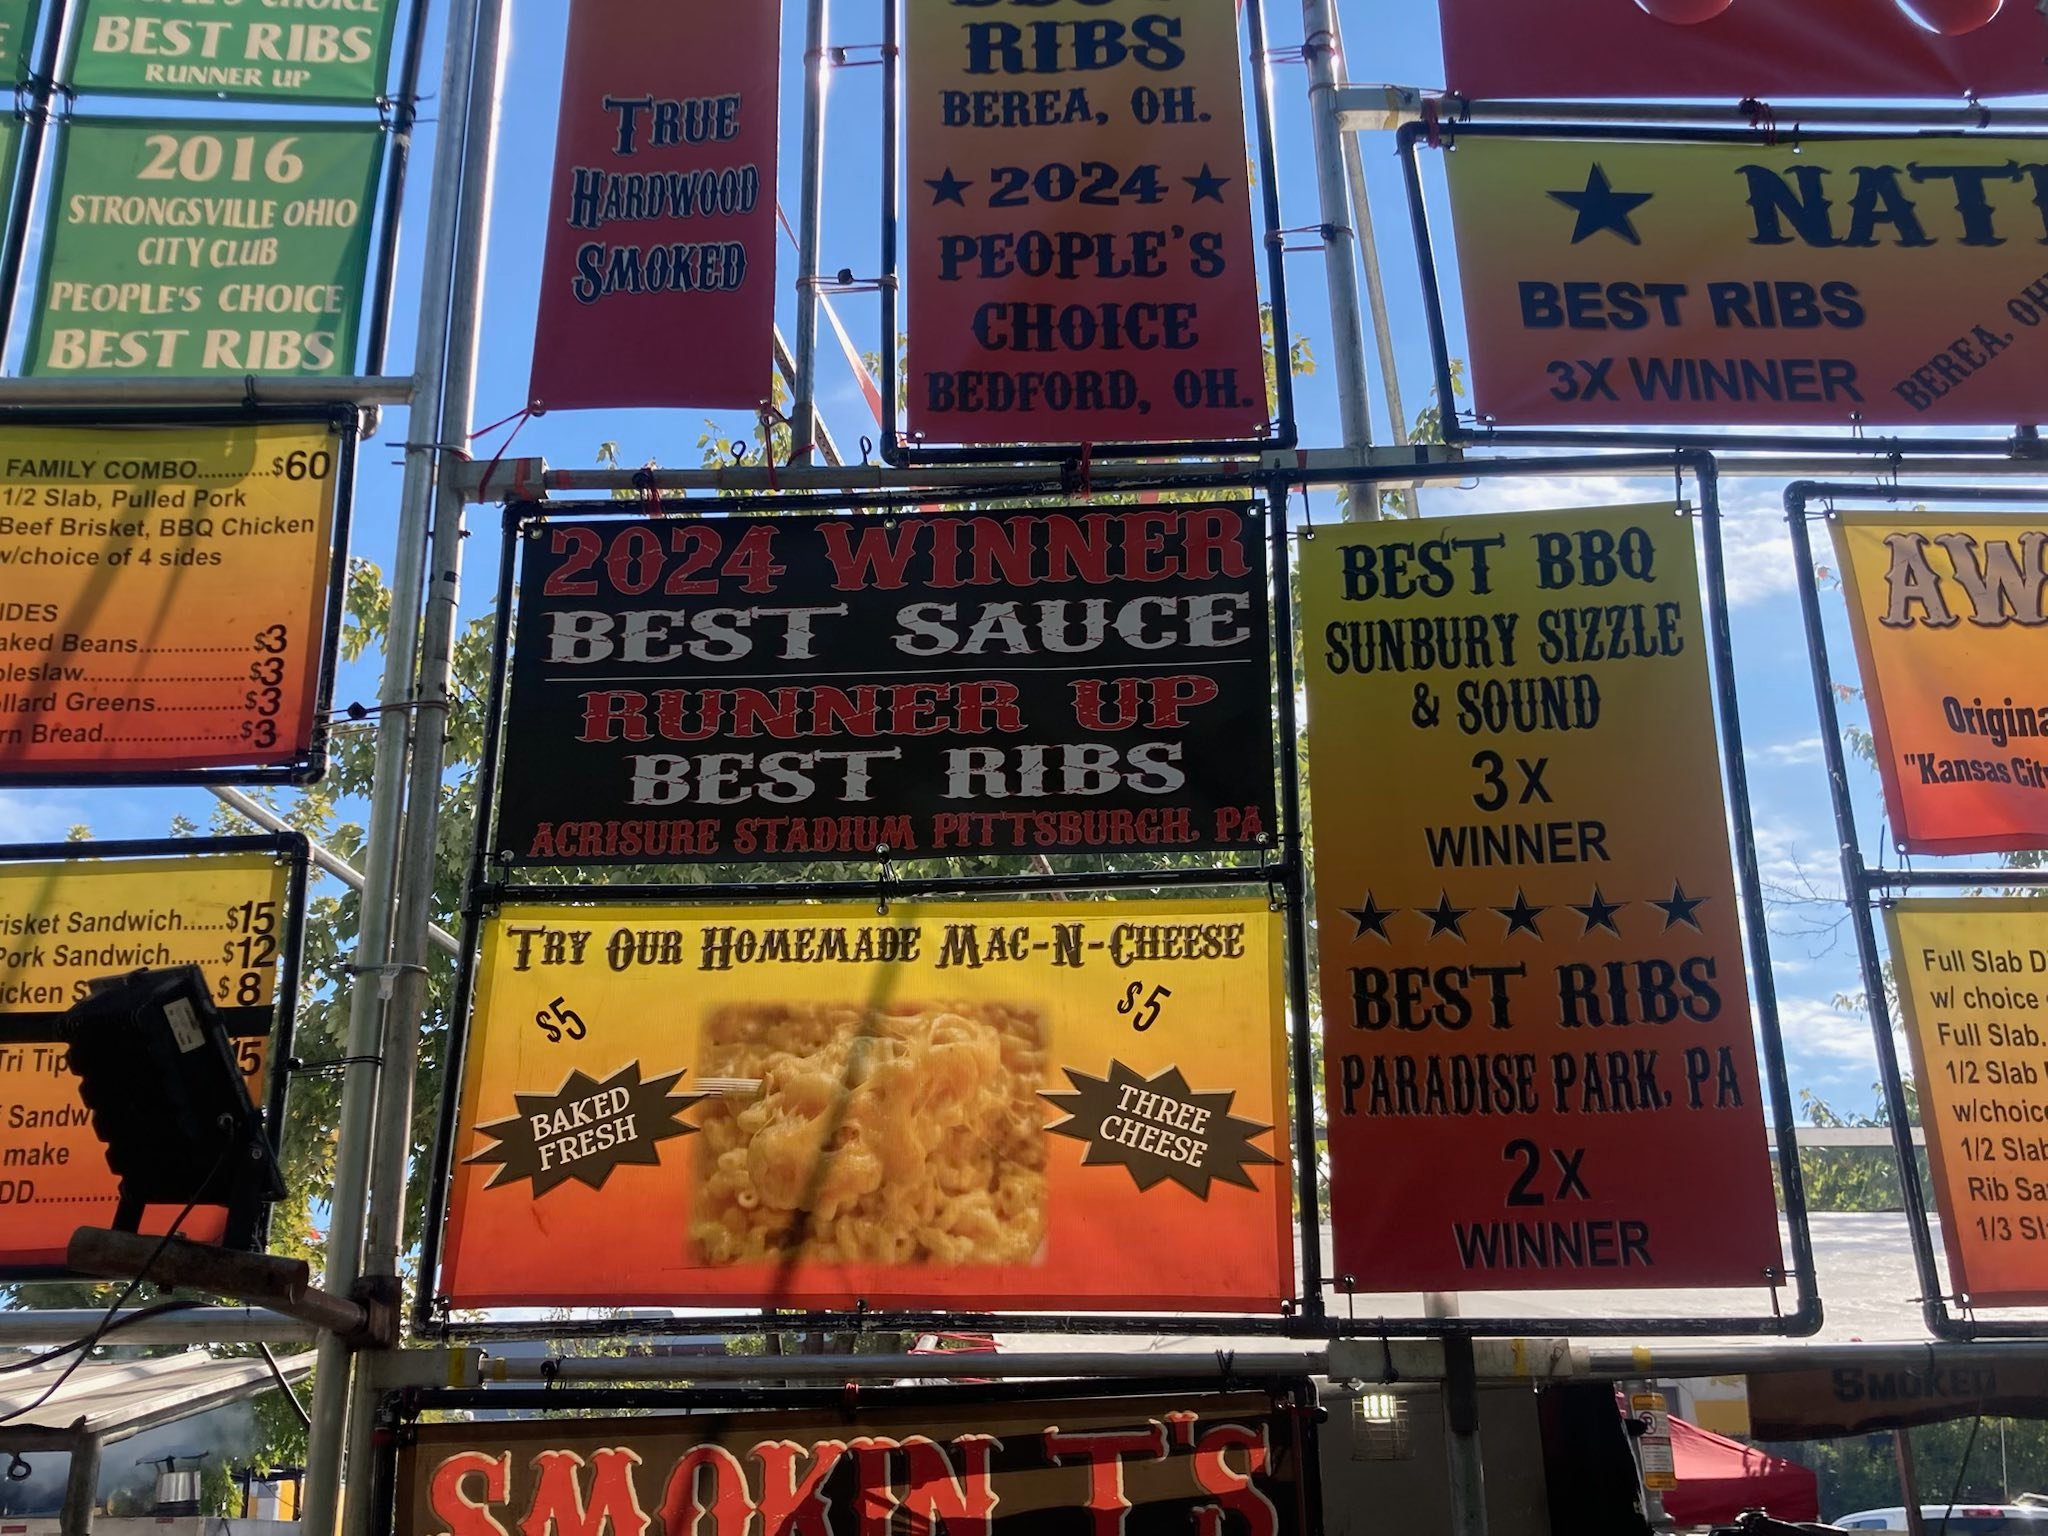 BEST RIBS
RUNNER UP
2016
STRONGSVILLE OHIO
CITY CLUB
PEOPLE'S CHOICE
BEST RIBS
FAMILY COMBO..........$60
1/2 Slab, Pulled Pork
Beef Brisket, BBQ Chicken
w/choice of 4 sides
IDES
aked Beans................$3
oleslaw.......................$3
llard Greens............$3
rn Bread...................$3
risket Sandwich......$15
Pork Sandwich.......$12
icken S
$8
Tri Tip
15
Sandw
make
DD.............
TRUE
HARDWOOD
SMOKED
RIBS
BEREA, OH.
★ 2024 ★
PEOPLE'S
CHOICE
BEDFORD, OH.
★ NATI
BEST RIBS
3X WINNER
BEREA, OH
2024 WINNER
BEST SAUCE
RUNNER UP
BEST RIBS
ACRISURE STADIUM PITTSBURGH, PA
TRY OUR HOMEMADE MAC-N-CHEESE
$5
$5
BAKED
FRESH
THREE
CHEESE
BEST BBQ
SUNBURY SIZZLE
& SOUND
3X
WINNER
★★★★★
BEST RIBS
PARADISE PARK, PA
2X
WINNER
AW
Origina
"Kansas City
Full Slab D
w/ choice
Full Slab.
1/2 Slab
w/choice
1/2 Slab
Rib Sa
1/3 Sl
SMOKED
SMOKIN T'S